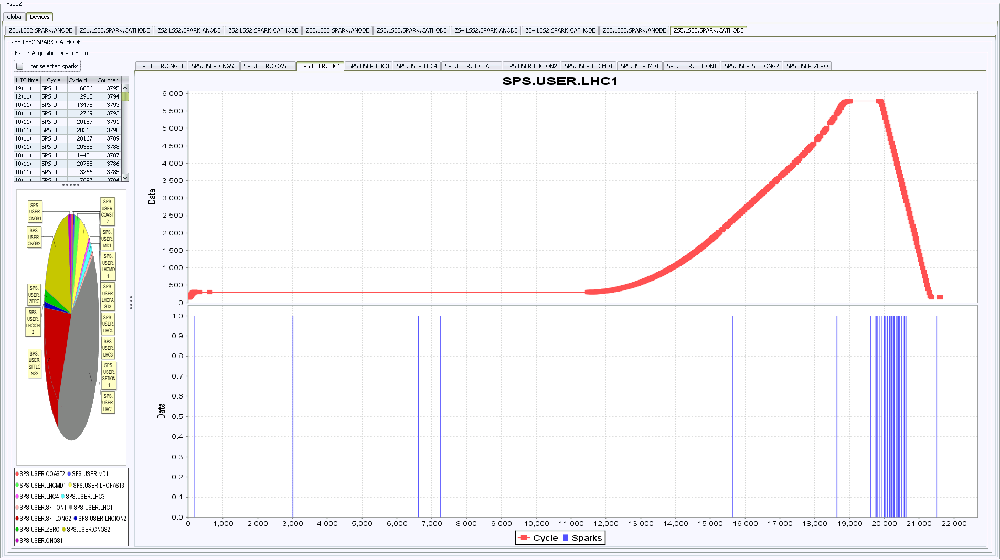 nxsba2
Global Devices
ZS1.LSS2.SPARK.ANODE ZS1.LSS2.SPARK.CATHODE ZS2.LSS2.SPARK.ANODE ZS2.LSS2.SPARK.CATHODE ZS3.LSS2.SPARK.ANODE ZS3.LSS2.SPARK.CATHODE ZS4.LSS2.SPARK.ANODE ZS4.LSS2.SPARK.CATHODE ZS5.LSS2.SPARK.ANODE ZS5.LSS2.SPARK.CATHODE
ZS5.LSS2.SPARK.CATHODE
ExpertAcquisitionDeviceBean
Filter selected sparks
UTC time Cycle Cycle ti... Counter
19/11/... SPS.U... 6836 3795
12/11/... SPS.U... 2913 3794
10/11/... SPS.U... 13478 3793
10/11/... SPS.U... 2769 3792
10/11/... SPS.U... 20187 3791
10/11/... SPS.U... 20360 3790
10/11/... SPS.U... 20167 3789
10/11/... SPS.U... 20385 3788
10/11/... SPS.U... 14431 3787
10/11/... SPS.U... 20758 3786
10/11/... SPS.U... 3266 3785
10/11/... SPS.U... 7097 3784
SPS.
USER.
CNGS1
SPS.
USER.
CNGS2
SPS.
USER.
ZERO
SPS.
USER.
LHCION
2
SPS.
USER.
SFTLO
NG2
SPS.
USER.
COAST
2
SPS.
USER.
MD1
SPS.
USER.
LHCMD
1
SPS.
USER.
LHCFA
ST3
SPS.
USER.
LHC4
SPS.
USER.
LHC3
SPS.
USER.
SFTION
1
SPS.
USER.
LHC1
SPS.USER.COAST2 SPS.USER.MD1
SPS.USER.LHCMD1 SPS.USER.LHCFAST3
SPS.USER.LHC4 SPS.USER.LHC3
SPS.USER.SFTION1 SPS.USER.LHC1
SPS.USER.SFTLONG2 SPS.USER.LHCION2
SPS.USER.ZERO SPS.USER.CNGS2
SPS.USER.CNGS1
SPS.USER.CNGS1 SPS.USER.CNGS2 SPS.USER.COAST2 SPS.USER.LHC1 SPS.USER.LHC3 SPS.USER.LHC4 SPS.USER.LHCFAST3 SPS.USER.LHCION2 SPS.USER.LHCMD1 SPS.USER.MD1 SPS.USER.SFTION1 SPS.USER.SFTLONG2 SPS.USER.ZERO
SPS.USER.LHC1
6,000
5,500
5,000
4,500
4,000
3,500
3,000
2,500
2,000
1,500
1,000
500
0
Data
1.0
0.9
0.8
0.7
0.6
0.5
0.4
0.3
0.2
0.1
0.0
Data
0 1,000 2,000 3,000 4,000 5,000 6,000 7,000 8,000 9,000 10,000 11,000 12,000 13,000 14,000 15,000 16,000 17,000 18,000 19,000 20,000 21,000 22,000
Cycle Sparks